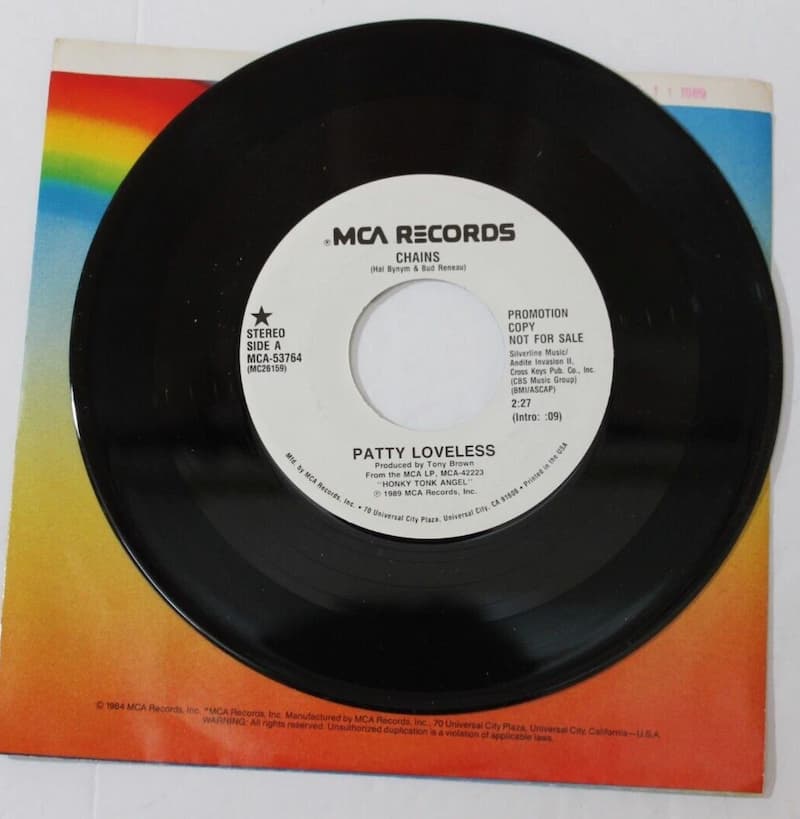 1 1 1989
® MCA RECORDS
CHAINS
(Hal Bynym & Bud Reneau)
★
STEREO
SIDE A
MCA-53764
(MC26159)
PROMOTION
COPY
NOT FOR SALE
Silverline Music/
Andite Invasion II,
Cross Keys Pub. Co., Inc.
(CBS Music Group)
(BMI/ASCAP)
2:27
(Intro: :09)
PATTY LOVELESS
Produced by Tony Brown
From the MCA LP, MCA-42223
"HONKY TONK ANGEL"
℗ 1989 MCA Records, Inc.
Mfd. by MCA Records, Inc. • 70 Universal City Plaza, Universal City, CA 91608 • Printed in the USA
© 1984 MCA Records, Inc. *MCA Records, Inc. Manufactured by MCA Records, Inc., 70 Universal City Plaza, Universal City, California—U.S.A.
WARNING: All rights reserved. Unauthorized duplication is a violation of applicable laws.